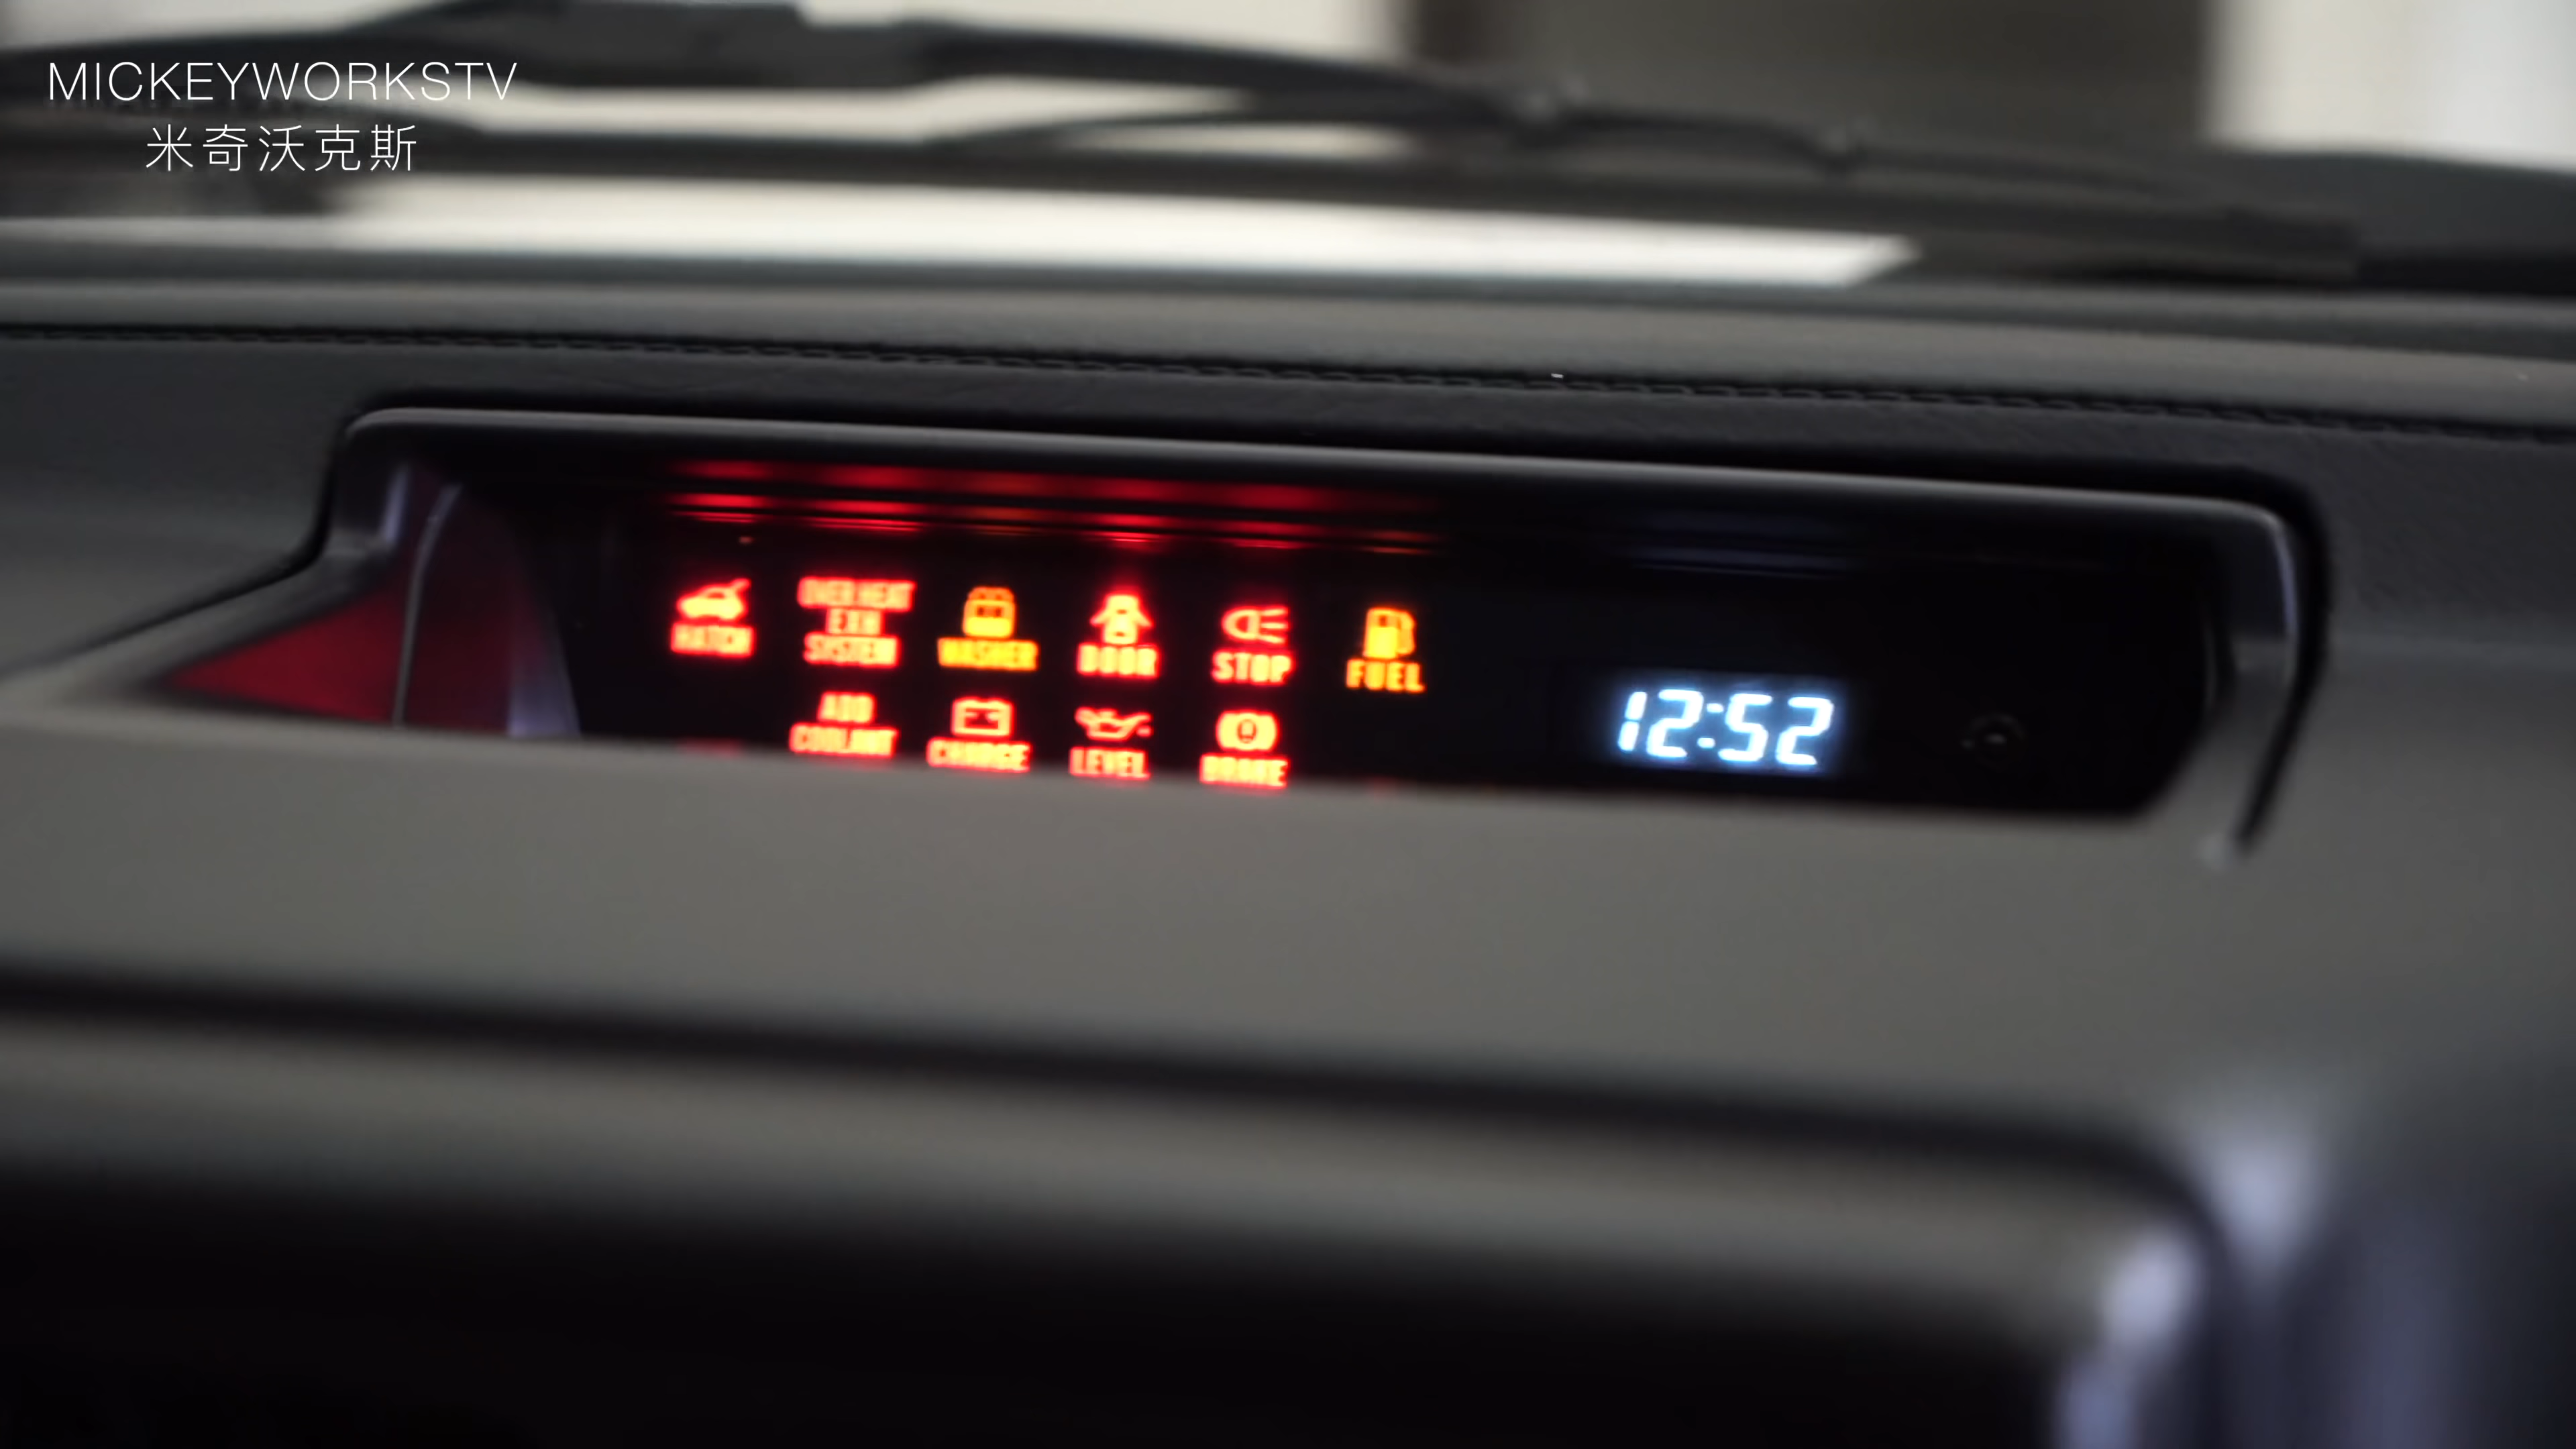 MICKEYWORKSTV
米奇沃克斯
HATCH
OVER HEAT
EXH
SYSTEM
WASHER
DOOR
STOP
FUEL
ADD
COOLANT
CHARGE
LEVEL
BRAKE
12:52